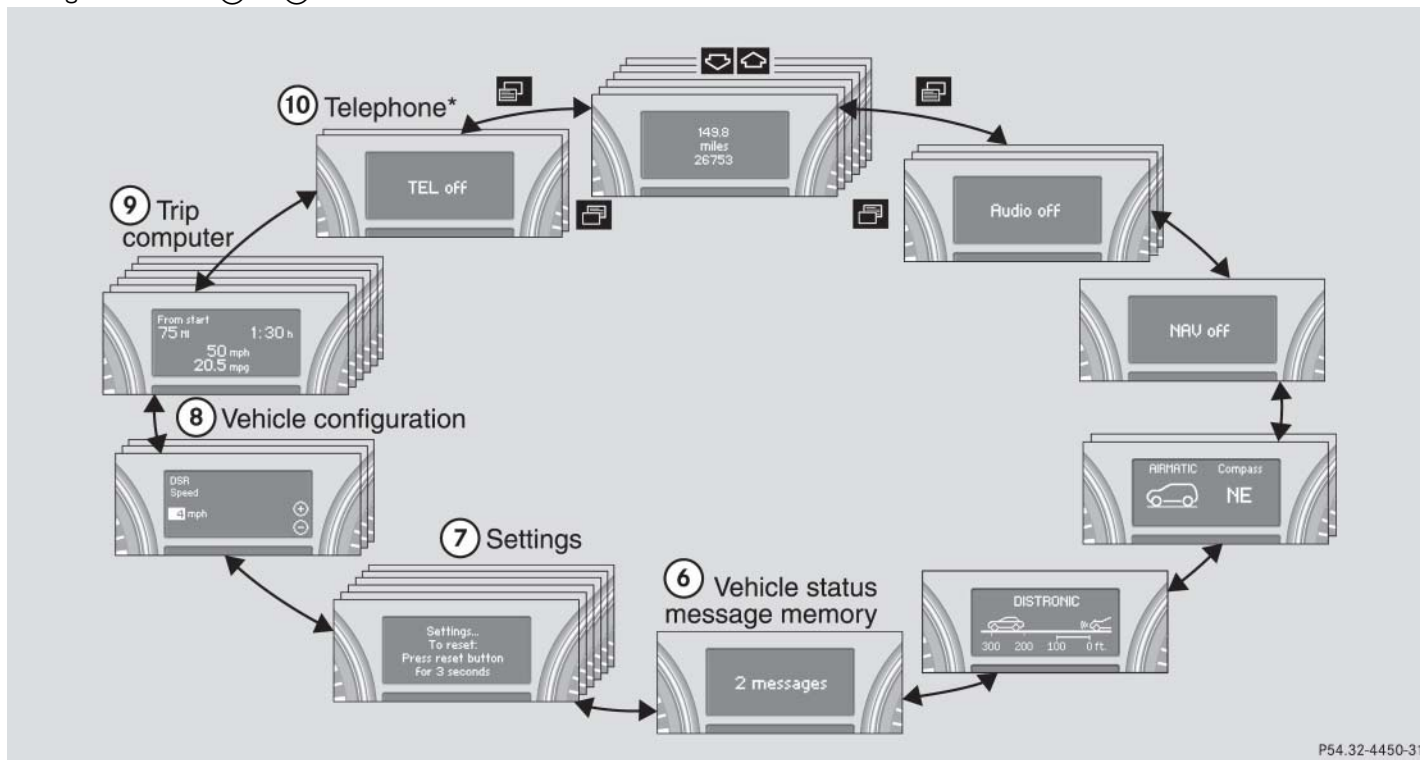 10 Telephone*
149.8
miles
26753
TEL off
Audio off
9 Trip
computer
From start
75 MI 1:30 h
50 mph
20.5 mpg
NAV off
8 Vehicle configuration
DSR
Speed
4 mph
AIRMATIC Compass
NE
7 Settings
Settings...
To reset:
Press reset button
for 3 seconds
6 Vehicle status
message memory
2 messages
DISTRONIC
300 200 100 0 ft.
P54.32-4450-31